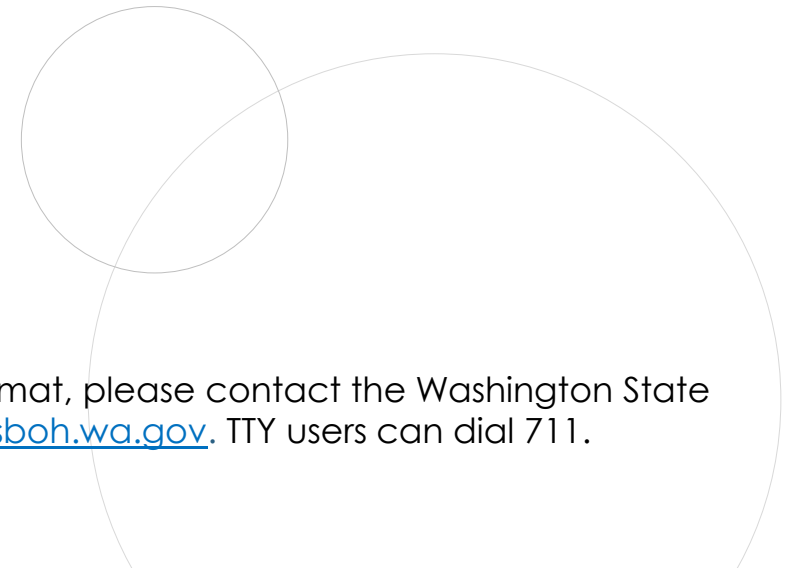 mat, please contact the Washington State
sboh.wa.gov. TTY users can dial 711.